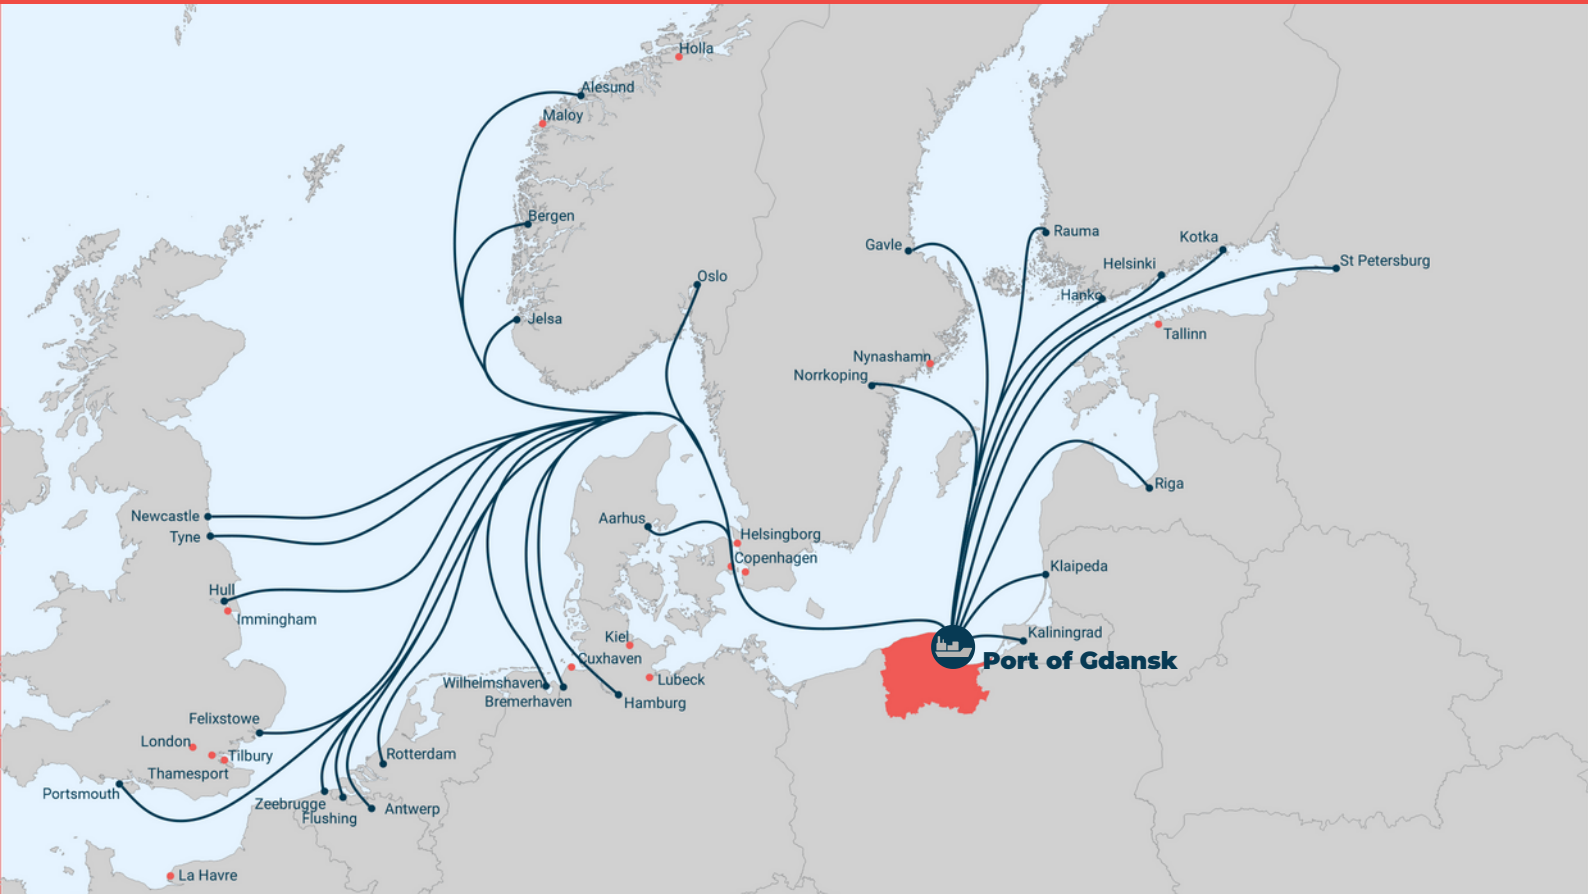 Holla
Alesund
Maloy
Bergen
Oslo
Jelsa
Gavle
Rauma
Kotka
Helsinki
St Petersburg
Hanko
Tallinn
Nynashamn
Norrkoping
Riga
Newcastle
Tyne
Aarhus
Helsingborg
Copenhagen
Klaipeda
Hull
Immingham
Kaliningrad
Kiel
Cuxhaven
Port of Gdansk
Lubeck
Wilhelmshaven
Bremerhaven
Hamburg
Felixstowe
London
Tilbury
Thamesport
Rotterdam
Portsmouth
Zeebrugge
Flushing
Antwerp
La Havre